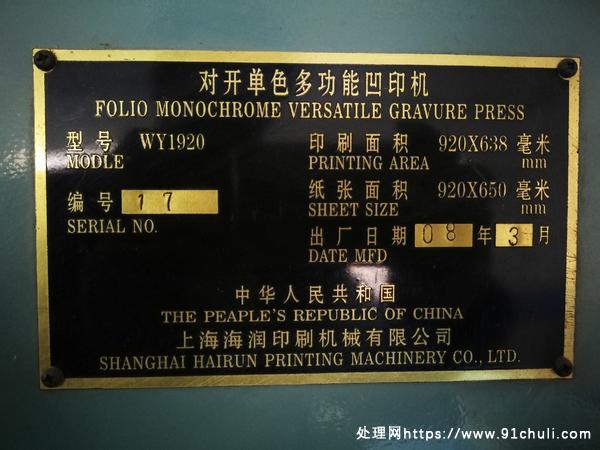 对开单色多功能凹印机
FOLIO MONOCHROME VERSATILE GRAVURE PRESS
型号 WY1920
MODLE
印刷面积 920X638 毫米
PRINTING AREA mm
编号 17
SERIAL NO.
纸张面积 920X650 毫米
SHEET SIZE mm
出厂日期 08 年 3 月
DATE MFD
中华人民共和国
THE PEAPLE'S REPUBLIC OF CHINA
上海海润印刷机械有限公司
SHANGHAI HAIRUN PRINTING MACHINERY CO., LTD.
处理网https://www.91chuli.com/